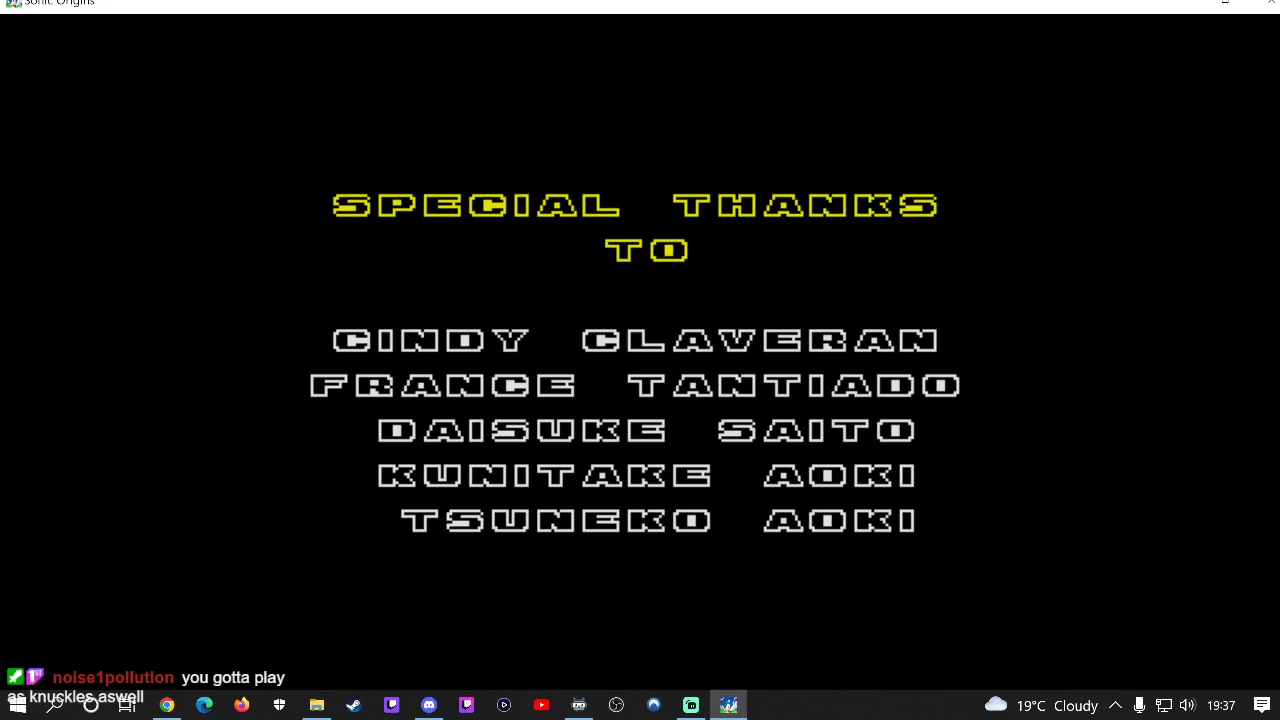 Sonic Origins
SPECIAL THANKS
TO
CINDY CLAVERAN
FRANCE TANTIADO
DAISUKE SAITO
KUNITAKE AOKI
TSUNEKO AOKI
noise1pollution you gotta play
as knuckles aswell
19°C Cloudy 19:37